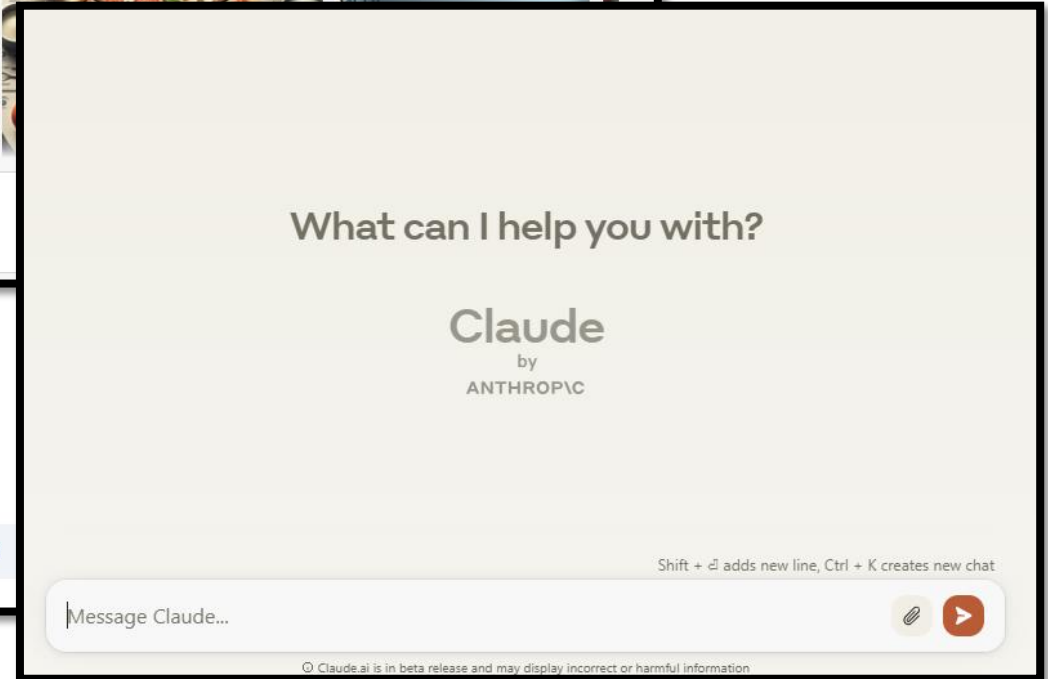 What can I help you with?
Claude
by
ANTHROP\C
Shift + ⏎ adds new line, Ctrl + K creates new chat
Message Claude...
Claude.ai is in beta release and may display incorrect or harmful information